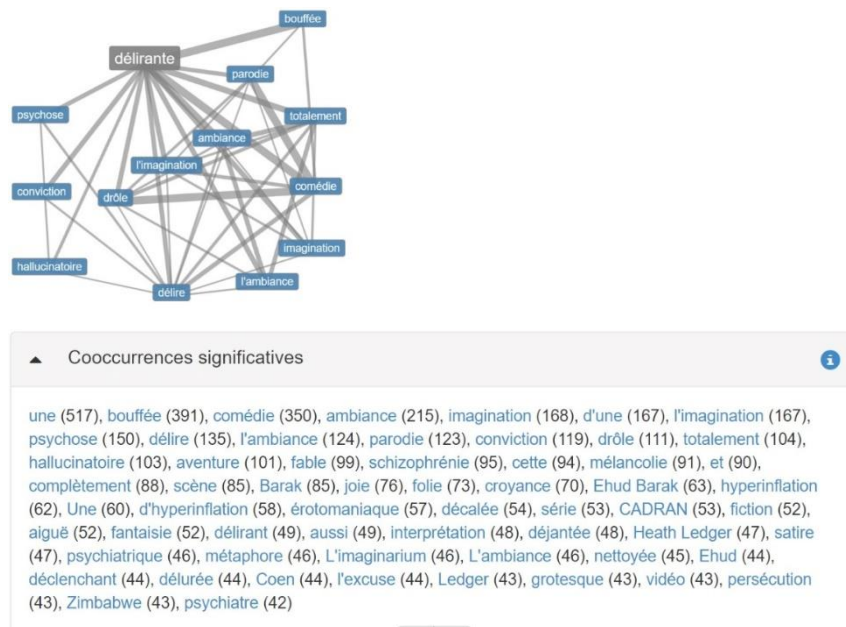 bouffée
délirante
parodie
psychose
totalement
ambiance
l'imagination
conviction
drôle
comédie
imagination
hallucinatoire
l'ambiance
délire
Cooccurrences significatives
une (517), bouffée (391), comédie (350), ambiance (215), imagination (168), d'une (167), l'imagination (167),
psychose (150), délire (135), l'ambiance (124), parodie (123), conviction (119), drôle (111), totalement (104),
hallucinatoire (103), aventure (101), fable (99), schizophrénie (95), cette (94), mélancolie (91), et (90),
complètement (88), scène (85), Barak (85), joie (76), folie (73), croyance (70), Ehud Barak (63), hyperinflation
(62), Une (60), d'hyperinflation (58), érotomaniaque (57), décalée (54), série (53), CADRAN (53), fiction (52),
aiguë (52), fantaisie (52), délirant (49), aussi (49), interprétation (48), déjantée (48), Heath Ledger (47), satire
(47), psychiatrique (46), métaphore (46), L'imaginarium (46), L'ambiance (46), nettoyée (45), Ehud (44),
déclenchant (44), délurée (44), Coen (44), l'excuse (44), Ledger (43), grotesque (43), vidéo (43), persécution
(43), Zimbabwe (43), psychiatre (42)